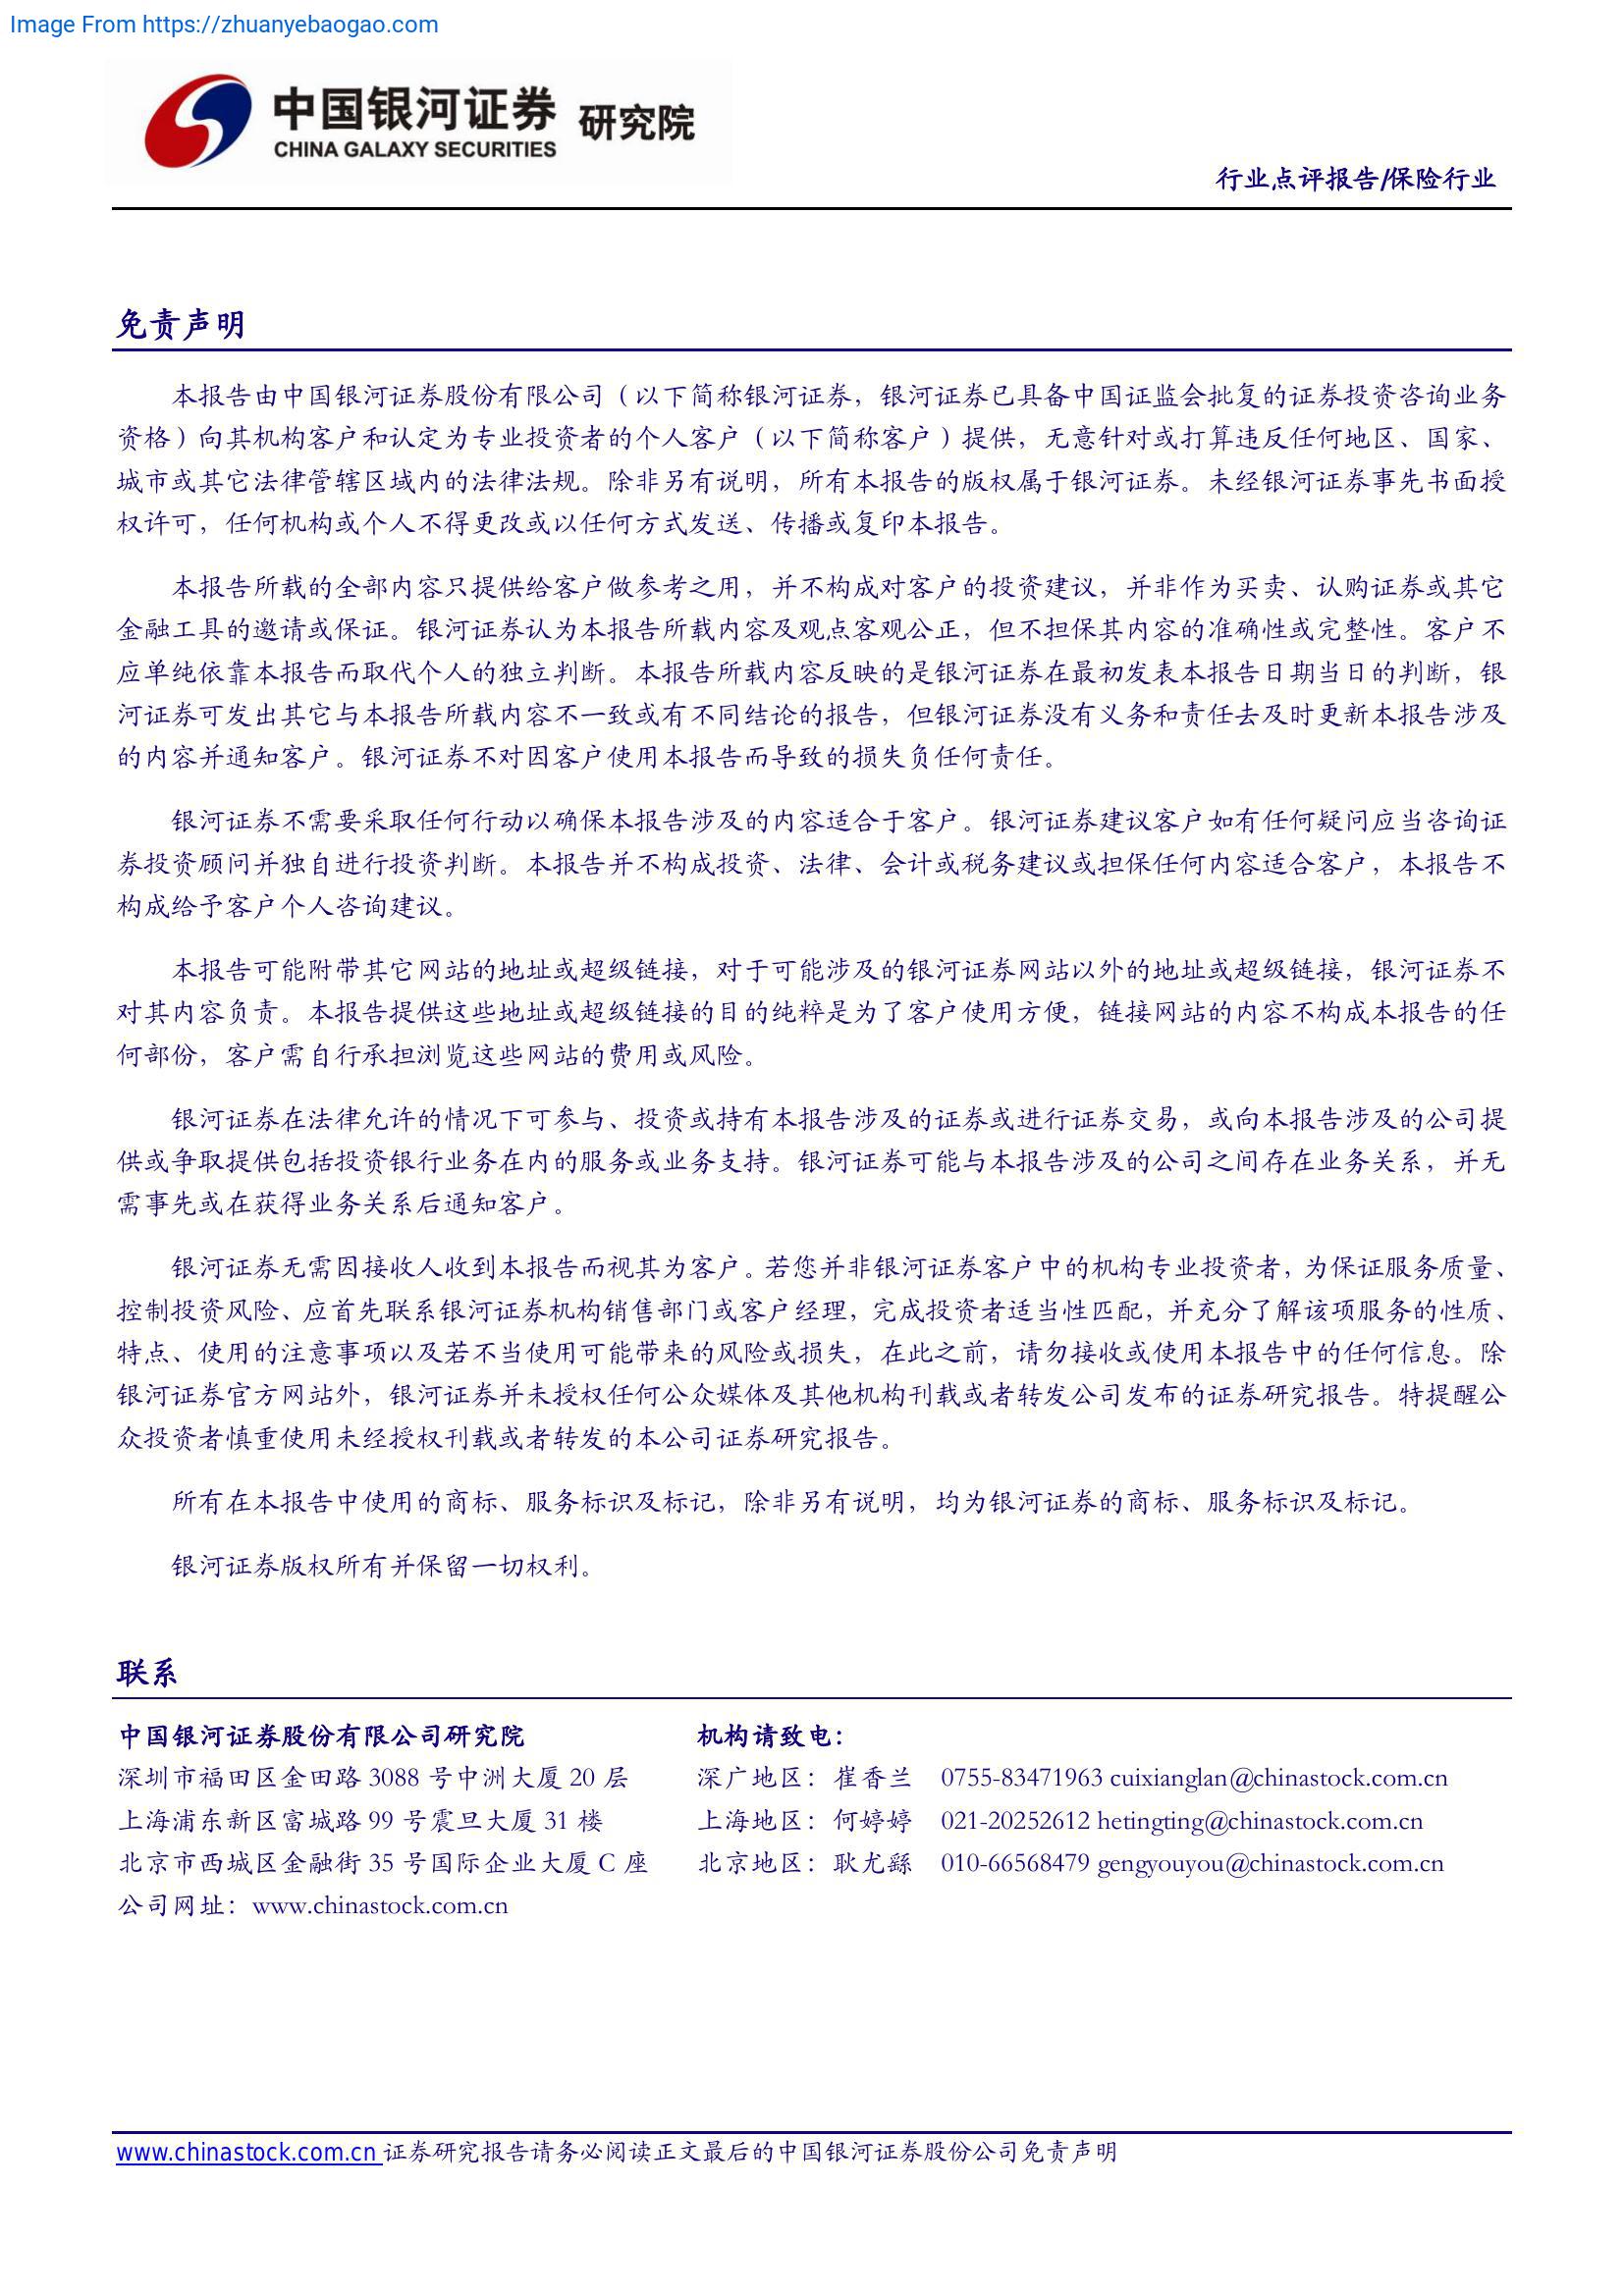 Image From https://zhuanyebaogao.com
中国银河证券 研究院
CHINA GALAXY SECURITIES
行业点评报告/保险行业
免责声明
本报告由中国银河证券股份有限公司（以下简称银河证券，银河证券已具备中国证监会批复的证券投资咨询业务
资格）向其机构客户和认定为专业投资者的个人客户（以下简称客户）提供，无意针对或打算违反任何地区、国家、
城市或其它法律管辖区域内的法律法规。除非另有说明，所有本报告的版权属于银河证券。未经银河证券事先书面授
权许可，任何机构或个人不得更改或以任何方式发送、传播或复印本报告。
本报告所载的全部内容只提供给客户做参考之用，并不构成对客户的投资建议，并非作为买卖、认购证券或其它
金融工具的邀请或保证。银河证券认为本报告所载内容及观点客观公正，但不担保其内容的准确性或完整性。客户不
应单纯依靠本报告而取代个人的独立判断。本报告所载内容反映的是银河证券在最初发表本报告日期当日的判断，银
河证券可发出其它与本报告所载内容不一致或有不同结论的报告，但银河证券没有义务和责任去及时更新本报告涉及
的内容并通知客户。银河证券不对因客户使用本报告而导致的损失负任何责任。
银河证券不需要采取任何行动以确保本报告涉及的内容适合于客户。银河证券建议客户如有任何疑问应当咨询证
券投资顾问并独自进行投资判断。本报告并不构成投资、法律、会计或税务建议或担保任何内容适合客户，本报告不
构成给予客户个人咨询建议。
本报告可能附带其它网站的地址或超级链接，对于可能涉及的银河证券网站以外的地址或超级链接，银河证券不
对其内容负责。本报告提供这些地址或超级链接的目的纯粹是为了客户使用方便，链接网站的内容不构成本报告的任
何部份，客户需自行承担浏览这些网站的费用或风险。
银河证券在法律允许的情况下可参与、投资或持有本报告涉及的证券或进行证券交易，或向本报告涉及的公司提
供或争取提供包括投资银行业务在内的服务或业务支持。银河证券可能与本报告涉及的公司之间存在业务关系，并无
需事先或在获得业务关系后通知客户。
银河证券无需因接收人收到本报告而视其为客户。若您并非银河证券客户中的机构专业投资者，为保证服务质量、
控制投资风险、应首先联系银河证券机构销售部门或客户经理，完成投资者适当性匹配，并充分了解该项服务的性质、
特点、使用的注意事项以及若不当使用可能带来的风险或损失，在此之前，请勿接收或使用本报告中的任何信息。除
银河证券官方网站外，银河证券并未授权任何公众媒体及其他机构刊载或者转发公司发布的证券研究报告。特提醒公
众投资者慎重使用未经授权刊载或者转发的本公司证券研究报告。
所有在本报告中使用的商标、服务标识及标记，除非另有说明，均为银河证券的商标、服务标识及标记。
银河证券版权所有并保留一切权利。
联系
中国银河证券股份有限公司研究院 机构请致电：
深圳市福田区金田路 3088 号中洲大厦 20 层 深广地区：崔香兰 0755-83471963 cuixianglan@chinastock.com.cn
上海浦东新区富城路 99 号震旦大厦 31 楼 上海地区：何婷婷 021-20252612 hetingting@chinastock.com.cn
北京市西城区金融街 35 号国际企业大厦 C 座 北京地区：耿尤繇 010-66568479 gengyouyou@chinastock.com.cn
公司网址：www.chinastock.com.cn
www.chinastock.com.cn 证券研究报告请务必阅读正文最后的中国银河证券股份公司免责声明